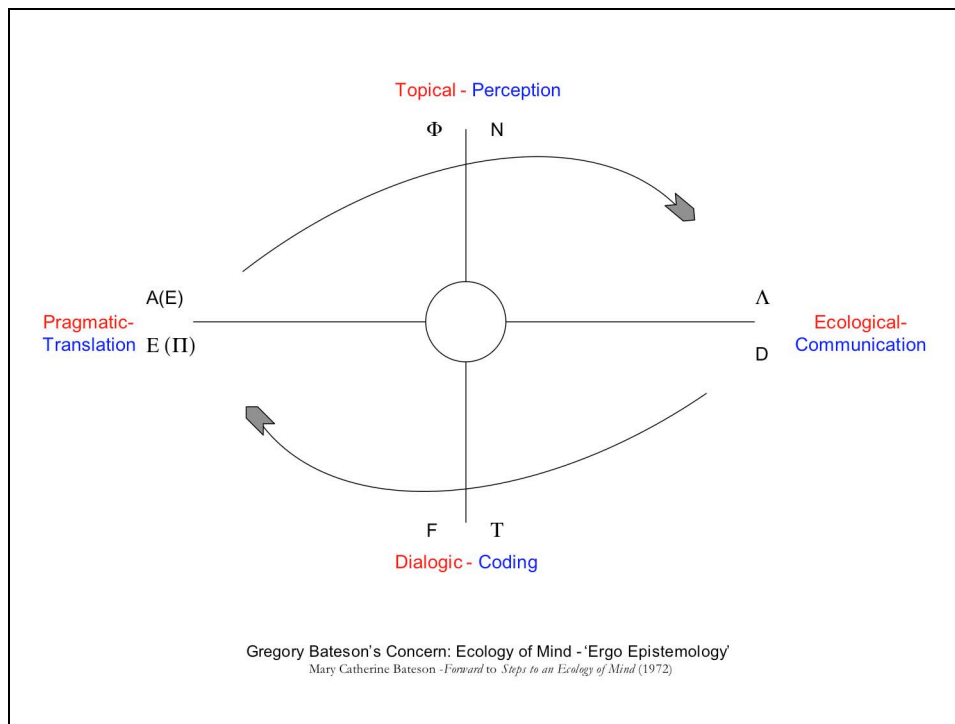 Topical - Perception
Φ N
A(E)
Λ
Pragmatic-
Ecological-
Translation E (Π)
Communication
D
F T
Dialogic - Coding
Gregory Bateson’s Concern: Ecology of Mind - ‘Ergo Epistemology’
Mary Catherine Bateson -Forward to Steps to an Ecology of Mind (1972)